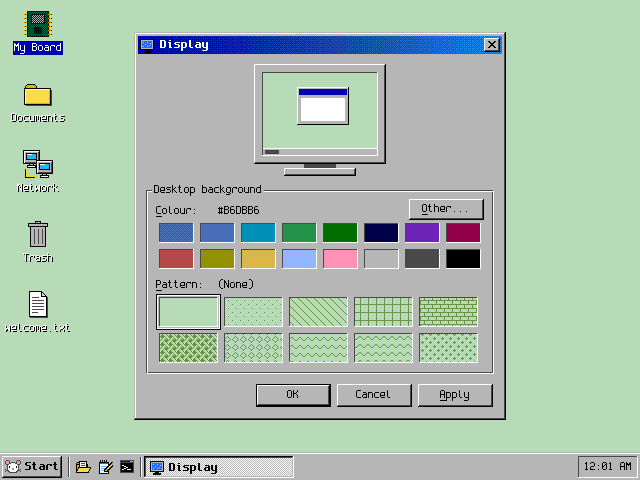 My Board
Documents
Network
Trash
welcome.txt
Display
Desktop background
Colour: #B6DBB6
Other...
Pattern: (None)
OK
Cancel
Apply
Start
Display
12:01 AM